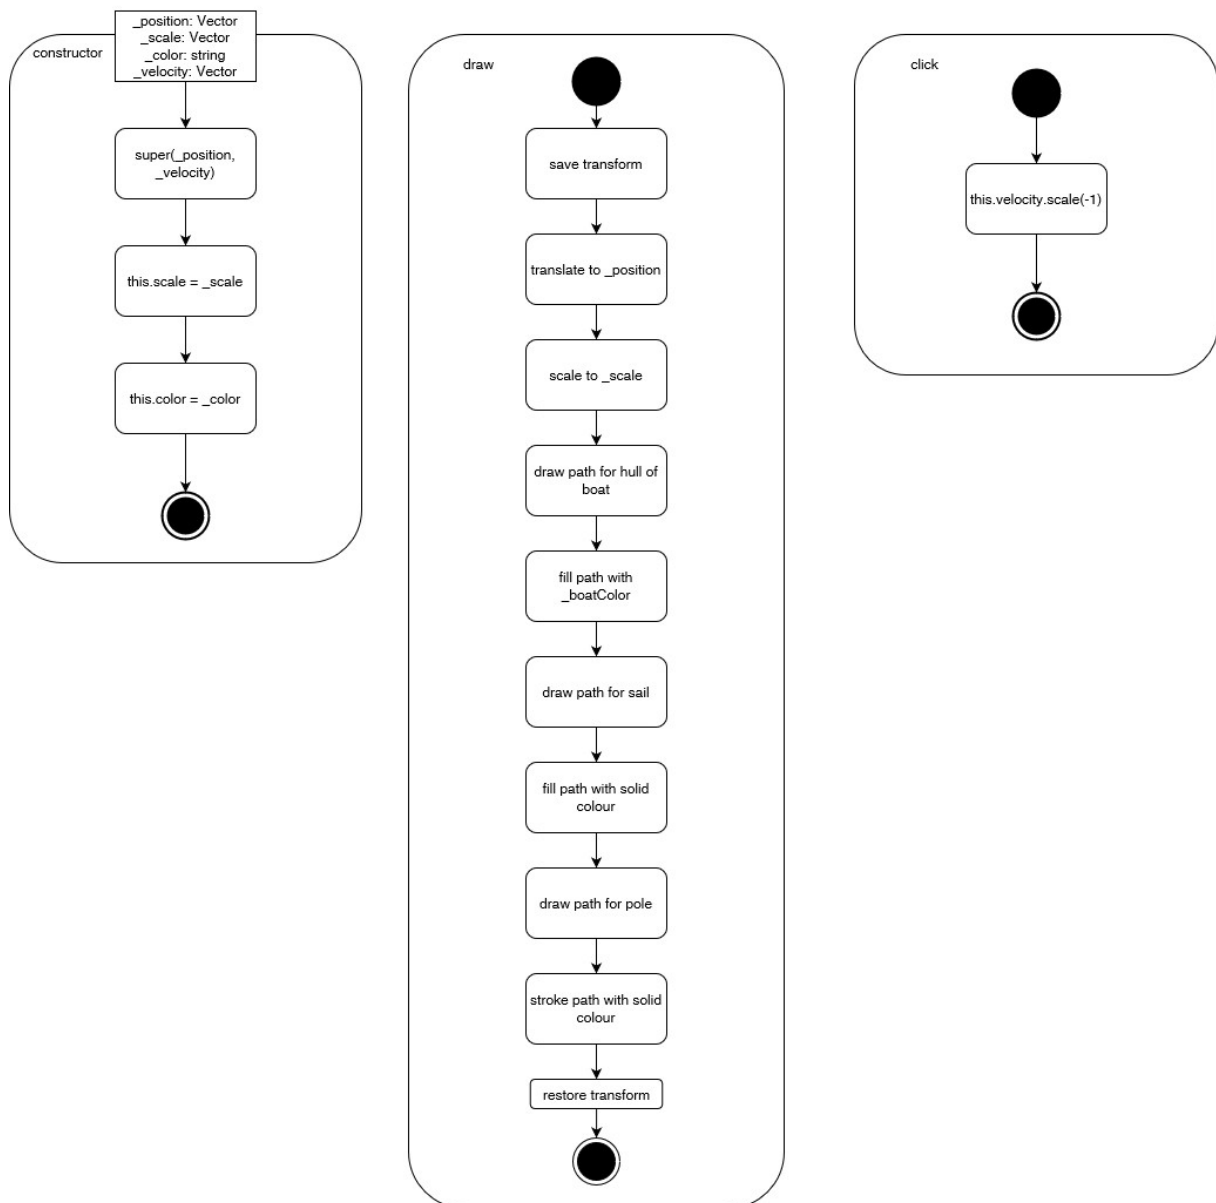 constructor
_position: Vector
_scale: Vector
_color: string
_velocity: Vector
super(_position,
_velocity)
this.scale = _scale
this.color = _color
draw
save transform
translate to _position
scale to _scale
draw path for hull of
boat
fill path with
_boatColor
draw path for sail
fill path with solid
colour
draw path for pole
stroke path with solid
colour
restore transform
click
this.velocity.scale(-1)